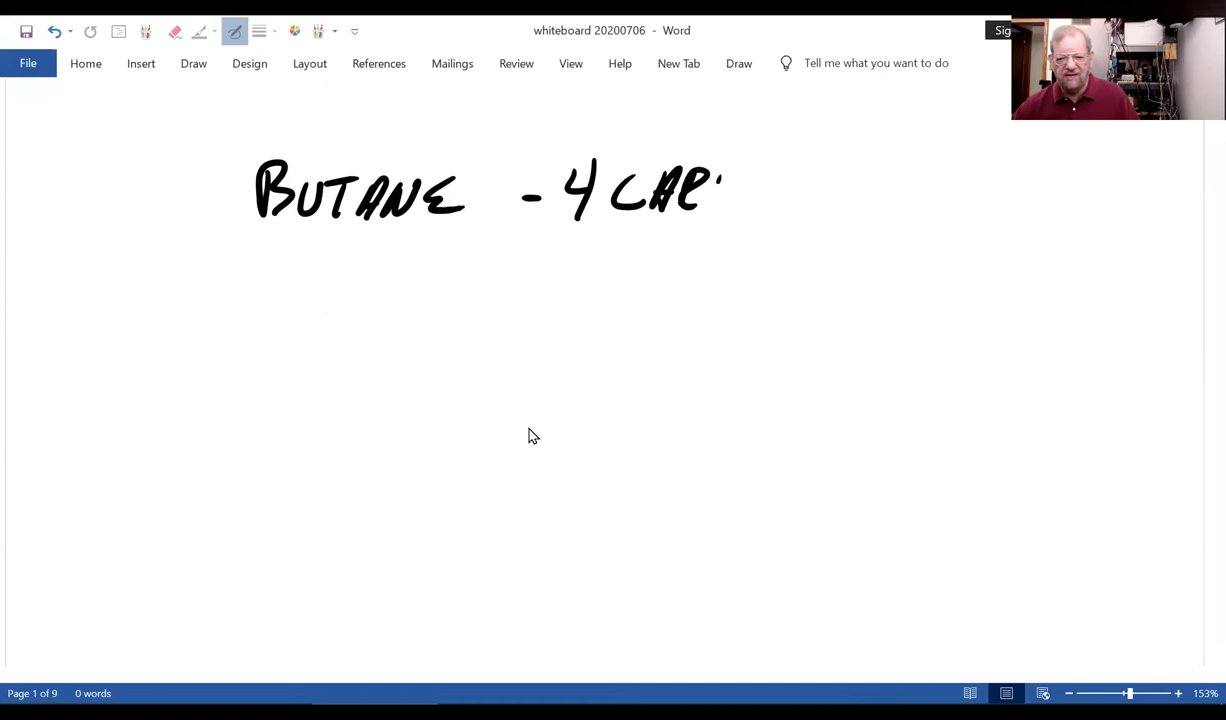 whiteboard 20200706 - Word
Sig
File Home Insert Draw Design Layout References Mailings Review View Help New Tab Draw Tell me what you want to do
BUTANE - 4 CAR
Page 1 of 9 0 words 153%